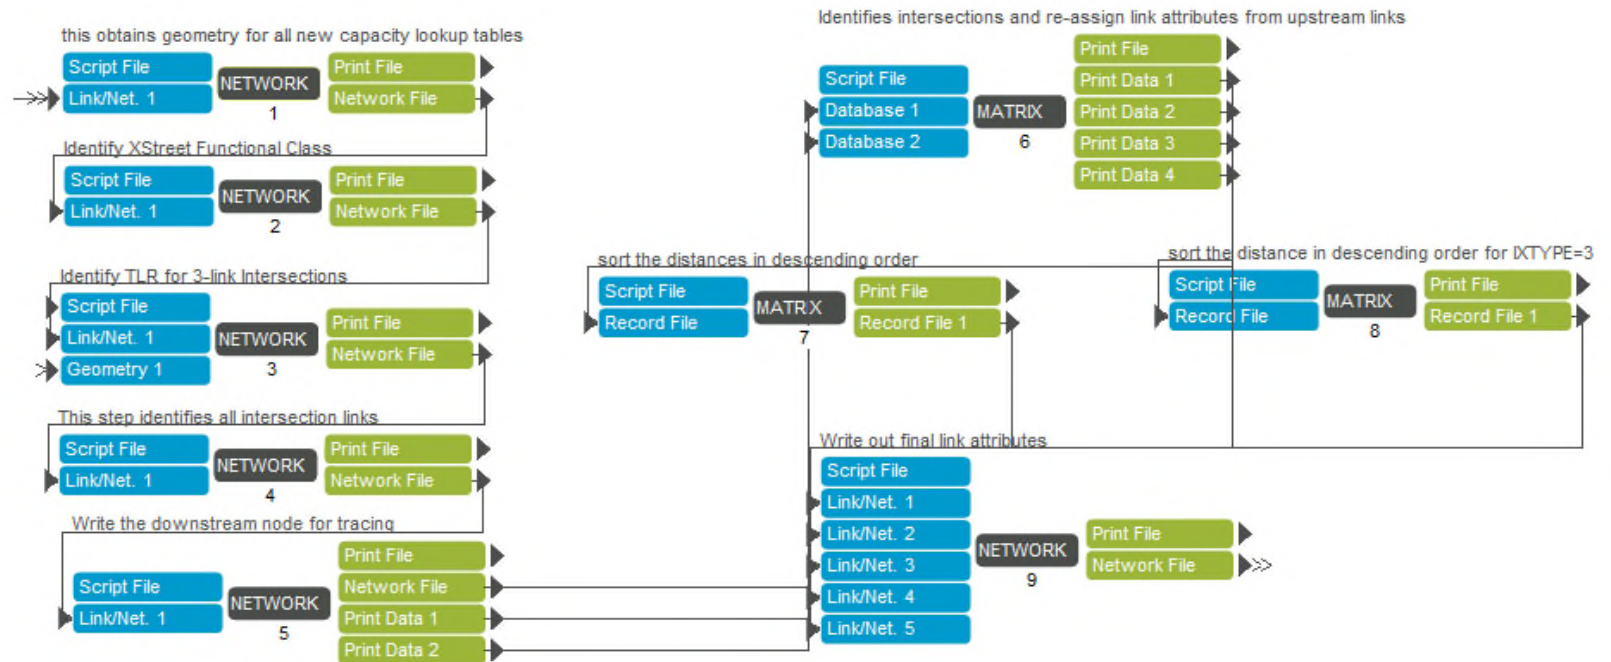 this obtains geometry for all new capacity lookup tables
Script File
Link/Net. 1
NETWORK
1
Print File
Network File
Identify XStreet Functional Class
Script File
Link/Net. 1
NETWORK
2
Print File
Network File
Identify TLR for 3-link Intersections
Script File
Link/Net. 1
Geometry 1
NETWORK
3
Print File
Network File
This step identifies all intersection links
Script File
Link/Net. 1
NETWORK
4
Print File
Network File
Write the downstream node for tracing
Script File
Link/Net. 1
NETWORK
5
Print File
Network File
Print Data 1
Print Data 2
Identifies intersections and re-assign link attributes from upstream links
Script File
Database 1
Database 2
MATRIX
6
Print File
Print Data 1
Print Data 2
Print Data 3
Print Data 4
sort the distances in descending order
Script File
Record File
MATRIX
7
Print File
Record File 1
sort the distance in descending order for IXTYPE=3
Script File
Record File
MATRIX
8
Print File
Record File 1
Write out final link attributes
Script File
Link/Net. 1
Link/Net. 2
Link/Net. 3
Link/Net. 4
Link/Net. 5
NETWORK
9
Print File
Network File